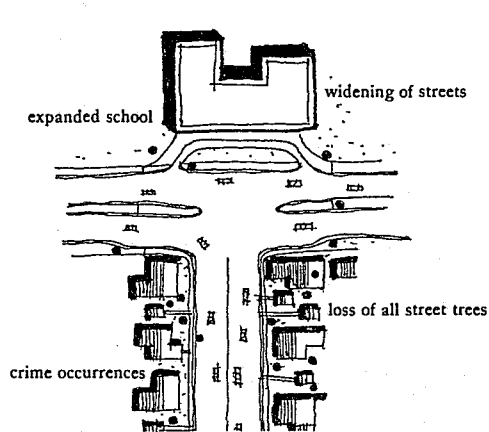 widening of streets
expanded school
loss of all street trees
crime occurrences